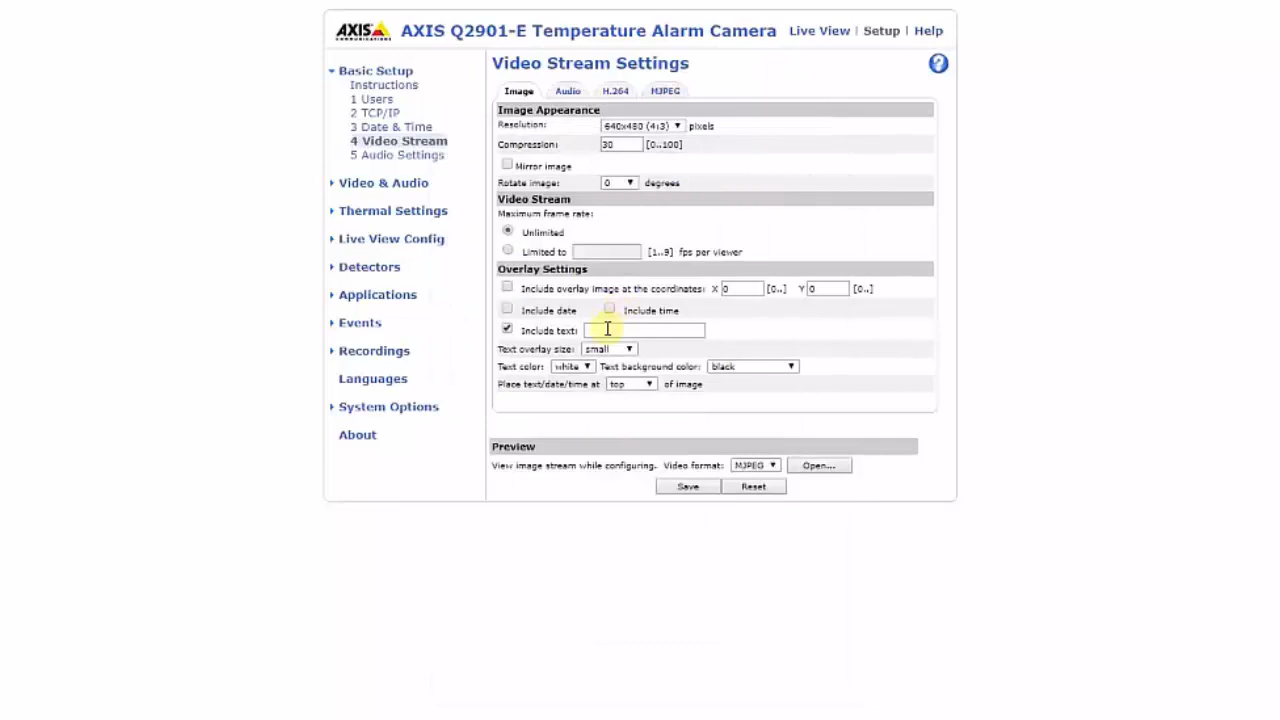 AXIS COMMUNICATIONS AXIS Q2901-E Temperature Alarm Camera Live View | Setup | Help
Basic Setup
Instructions
1 Users
2 TCP/IP
3 Date & Time
4 Video Stream
5 Audio Settings
Video & Audio
Thermal Settings
Live View Config
Detectors
Applications
Events
Recordings
Languages
System Options
About
Video Stream Settings ?
Image Audio H.264 MJPEG
Image Appearance
Resolution: 640x480 (4:3) pixels
Compression: 30 [0..100]
Mirror image
Rotate image: 0 degrees
Video Stream
Maximum frame rate:
Unlimited
Limited to [1..9] fps per viewer
Overlay Settings
Include overlay image at the coordinates: X 0 [0..] Y 0 [0..]
Include date Include time
Include text:
Text overlay size: small
Text color: white Text background color: black
Place text/date/time at top of image
Preview
View image stream while configuring. Video format: MJPEG Open...
Save Reset